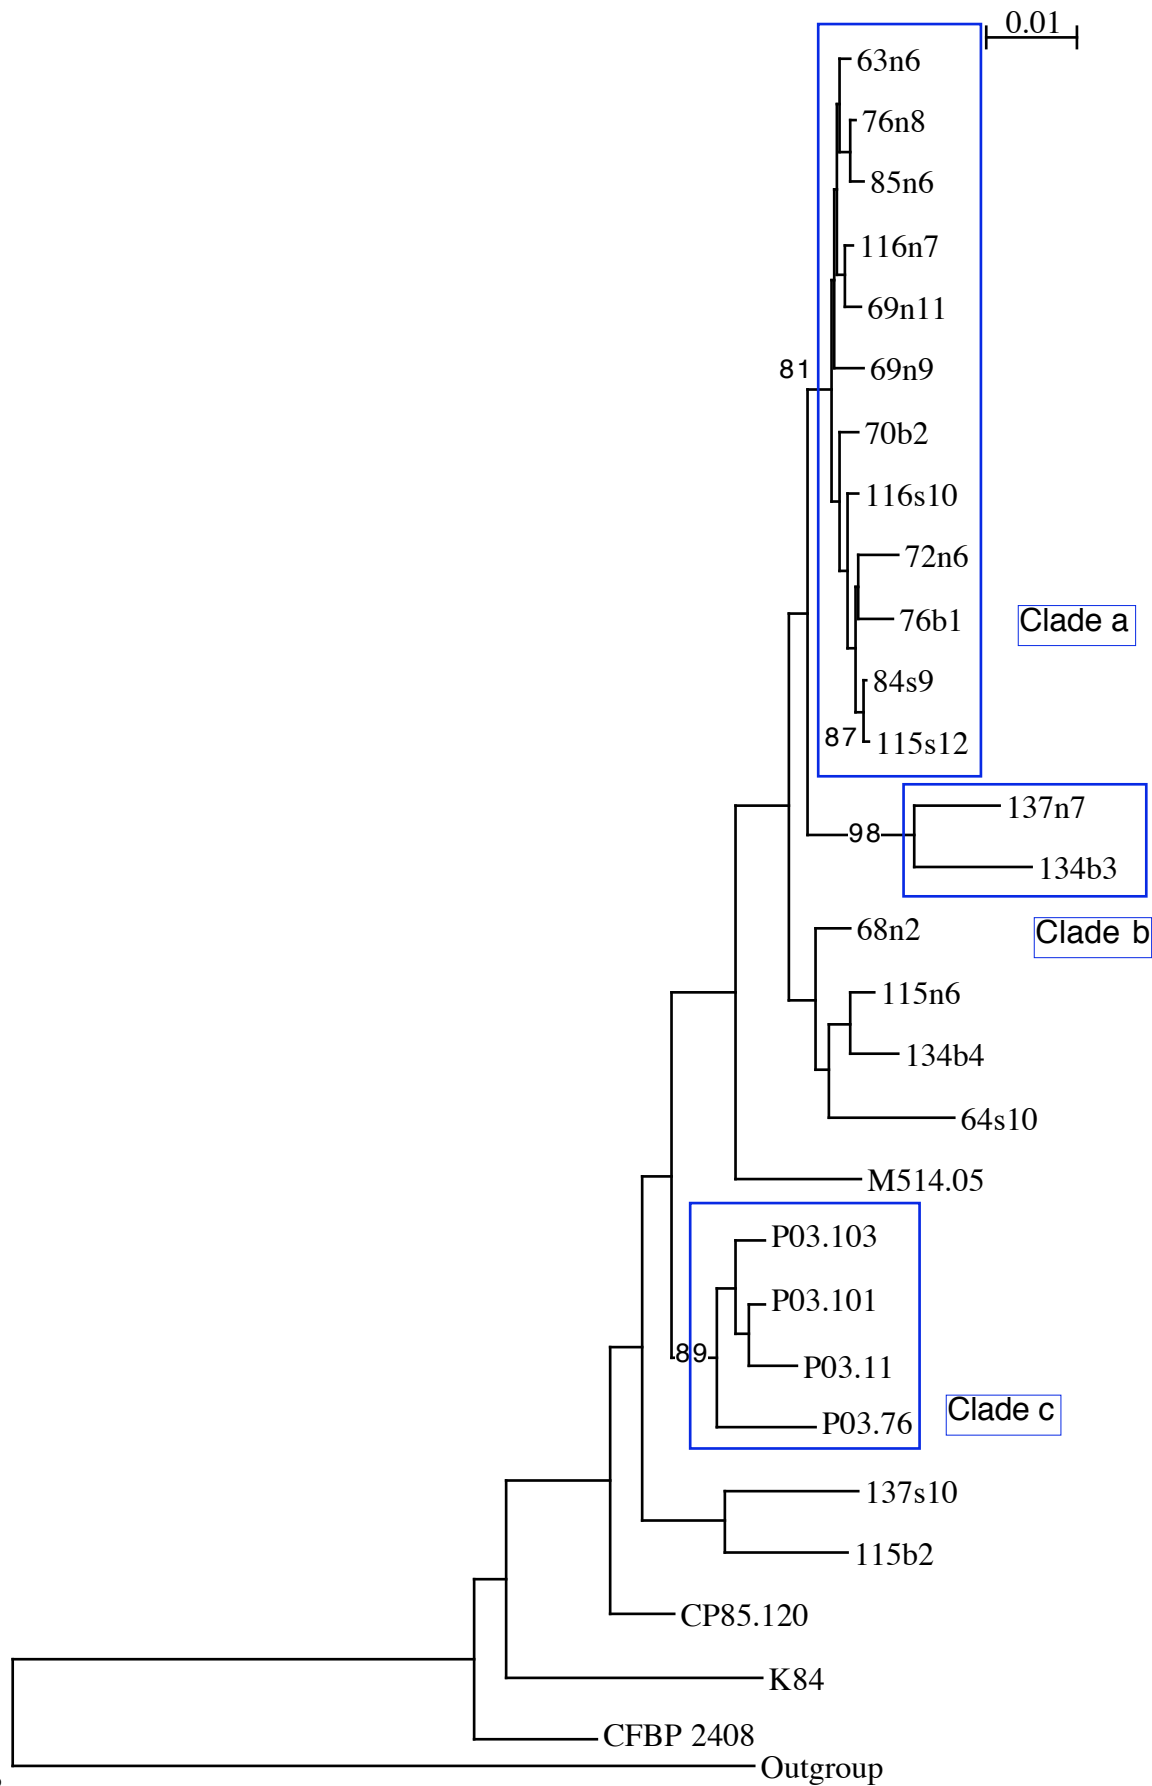 0.01
63n6
76n8
85n6
116n7
69n11
81
69n9
70b2
116s10
72n6
76b1
Clade a
84s9
87
115s12
137n7
98
134b3
68n2
Clade b
115n6
134b4
64s10
M514.05
P03.103
P03.101
89
P03.11
Clade c
P03.76
137s10
115b2
CP85.120
K84
CFBP 2408
Outgroup